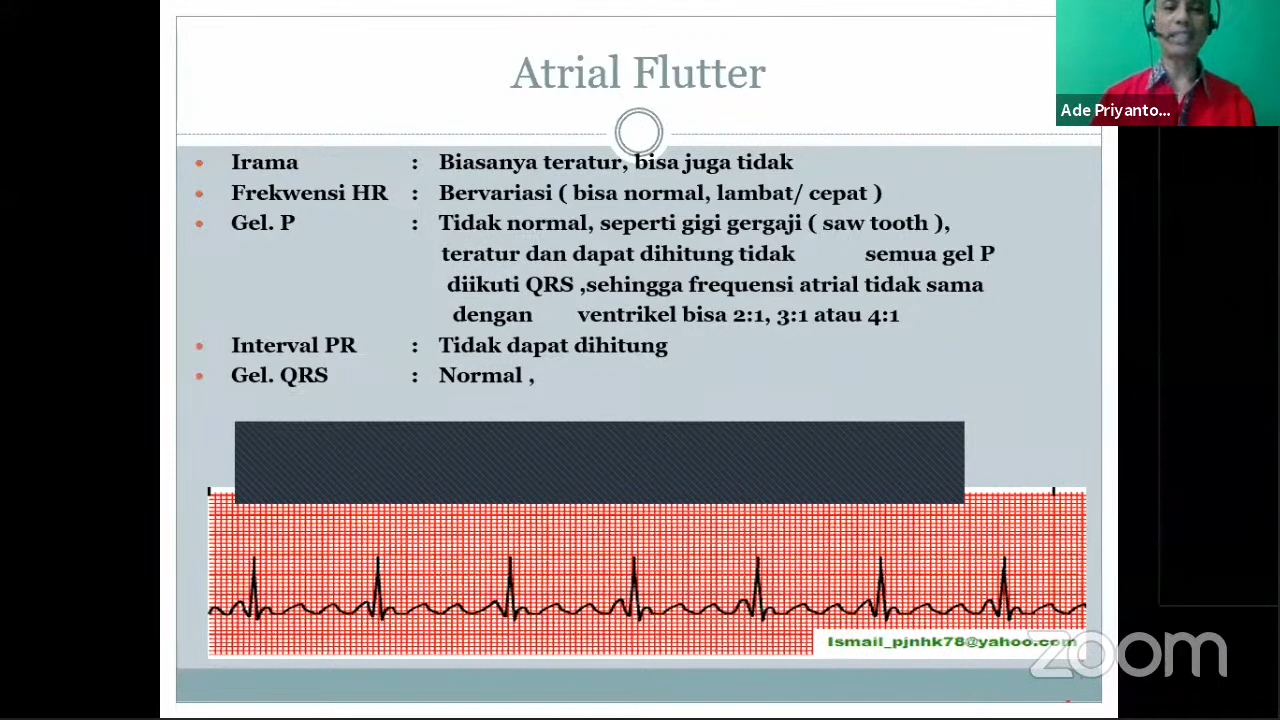 Atrial Flutter
Ade Priyanto...
Irama : Biasanya teratur, bisa juga tidak
Frekwensi HR : Bervariasi ( bisa normal, lambat/ cepat )
Gel. P : Tidak normal, seperti gigi gergaji ( saw tooth ),
teratur dan dapat dihitung tidak semua gel P
diikuti QRS ,sehingga frequensi atrial tidak sama
dengan ventrikel bisa 2:1, 3:1 atau 4:1
Interval PR : Tidak dapat dihitung
Gel. QRS : Normal ,
Ismail_pjnhk78@yahoo.com
zoom